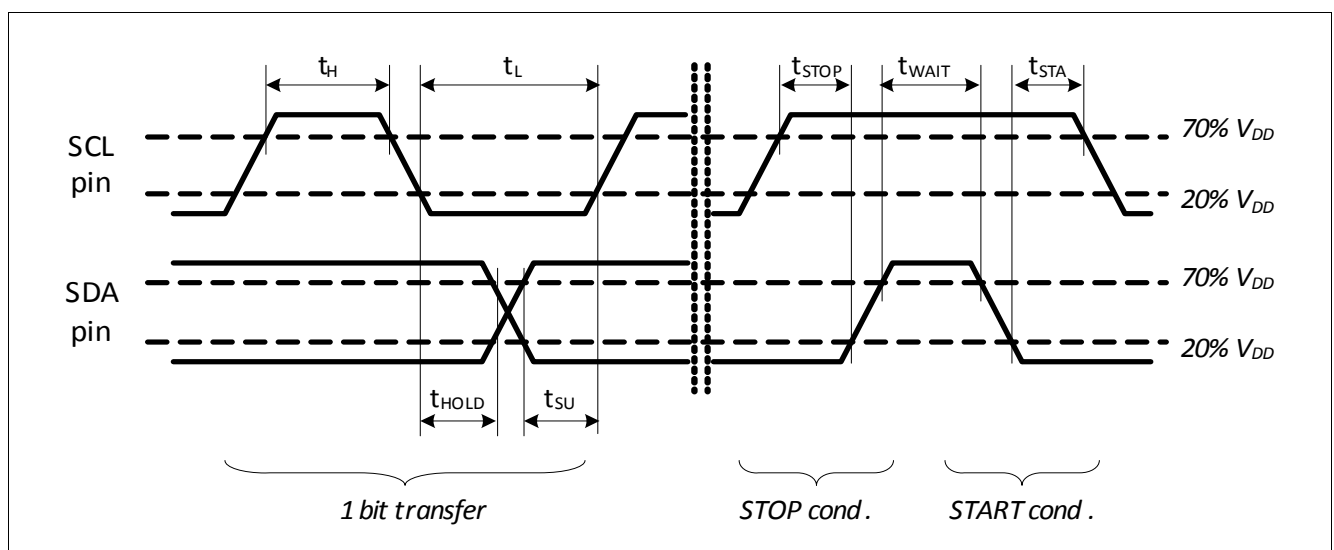 tH tL tSTOP tWAIT tSTA
SCL
pin
70% VDD
20% VDD
SDA
pin
70% VDD
20% VDD
tHOLD tSU
1 bit transfer STOP cond . START cond .